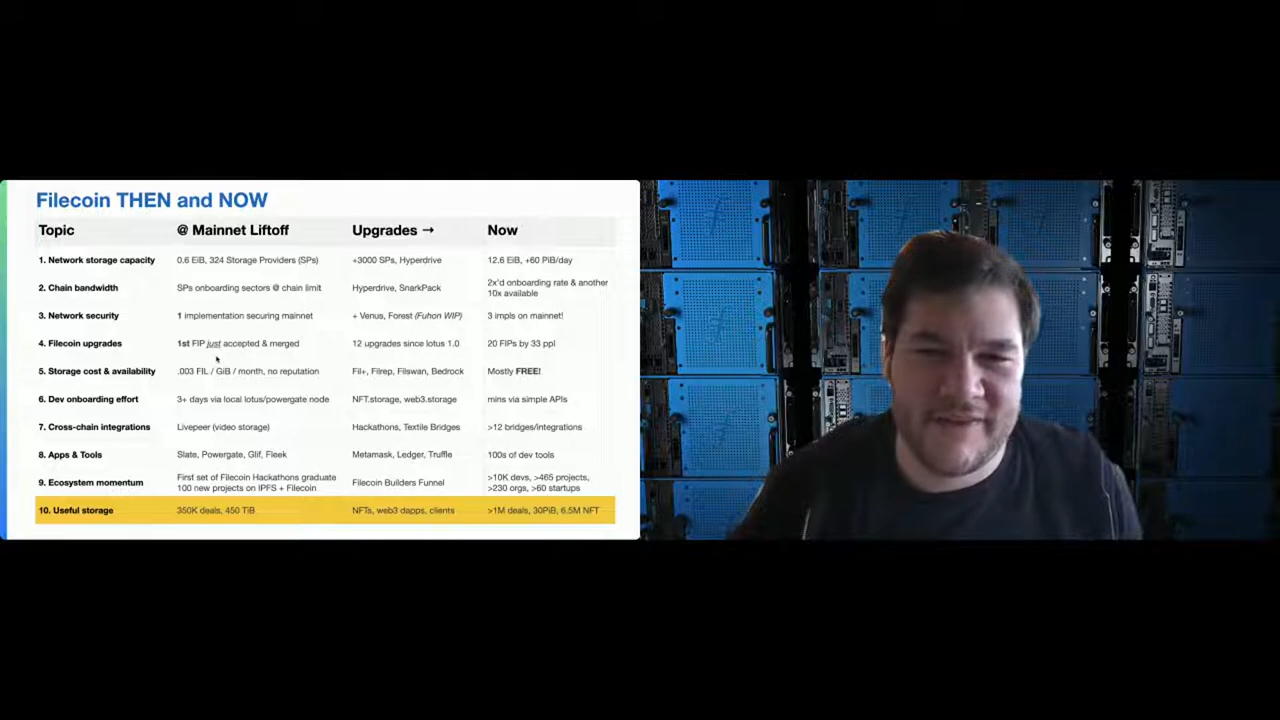 Filecoin THEN and NOW
Topic @ Mainnet Liftoff Upgrades → Now
1. Network storage capacity 0.6 EiB, 324 Storage Providers (SPs) +3000 SPs, Hyperdrive 12.6 EiB, +60 PiB/day
2. Chain bandwidth SPs onboarding sectors @ chain limit Hyperdrive, SnarkPack 2x'd onboarding rate & another
10x available
3. Network security 1 implementation securing mainnet + Venus, Forest (Fuhon WIP) 3 impls on mainnet!
4. Filecoin upgrades 1st FIP just accepted & merged 12 upgrades since lotus 1.0 20 FIPs by 33 ppl
5. Storage cost & availability .003 FIL / GiB / month, no reputation Fil+, Filrep, Filswan, Bedrock Mostly FREE!
6. Dev onboarding effort 3+ days via local lotus/powergate node NFT.storage, web3.storage mins via simple APIs
7. Cross-chain integrations Livepeer (video storage) Hackathons, Textile Bridges >12 bridges/integrations
8. Apps & Tools Slate, Powergate, Glif, Fleek Metamask, Ledger, Truffle 100s of dev tools
9. Ecosystem momentum First set of Filecoin Hackathons graduate
100 new projects on IPFS + Filecoin Filecoin Builders Funnel >10K devs, >465 projects,
>230 orgs, >60 startups
10. Useful storage 350K deals, 450 TiB NFTs, web3 dapps, clients >1M deals, 30PiB, 6.5M NFT